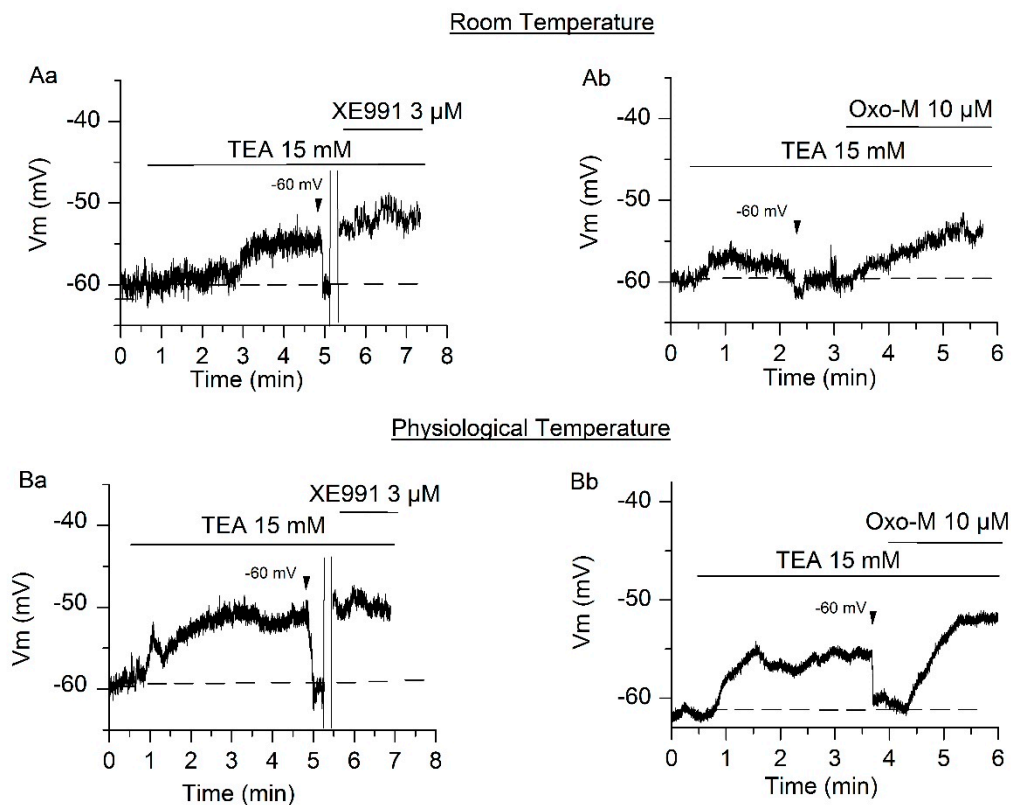 Room Temperature
Aa
XE991 3 µM
TEA 15 mM
-60 mV
-40
-50
-60
Vm (mV)
0 1 2 3 4 5 6 7 8
Time (min)
Ab
Oxo-M 10 µM
TEA 15 mM
-60 mV
-40
-50
-60
Vm (mV)
0 1 2 3 4 5 6
Time (min)
Physiological Temperature
Ba
XE991 3 µM
TEA 15 mM
-60 mV
-40
-50
-60
Vm (mV)
0 1 2 3 4 5 6 7 8
Time (min)
Bb
Oxo-M 10 µM
TEA 15 mM
-60 mV
-40
-50
-60
Vm (mV)
0 1 2 3 4 5 6
Time (min)